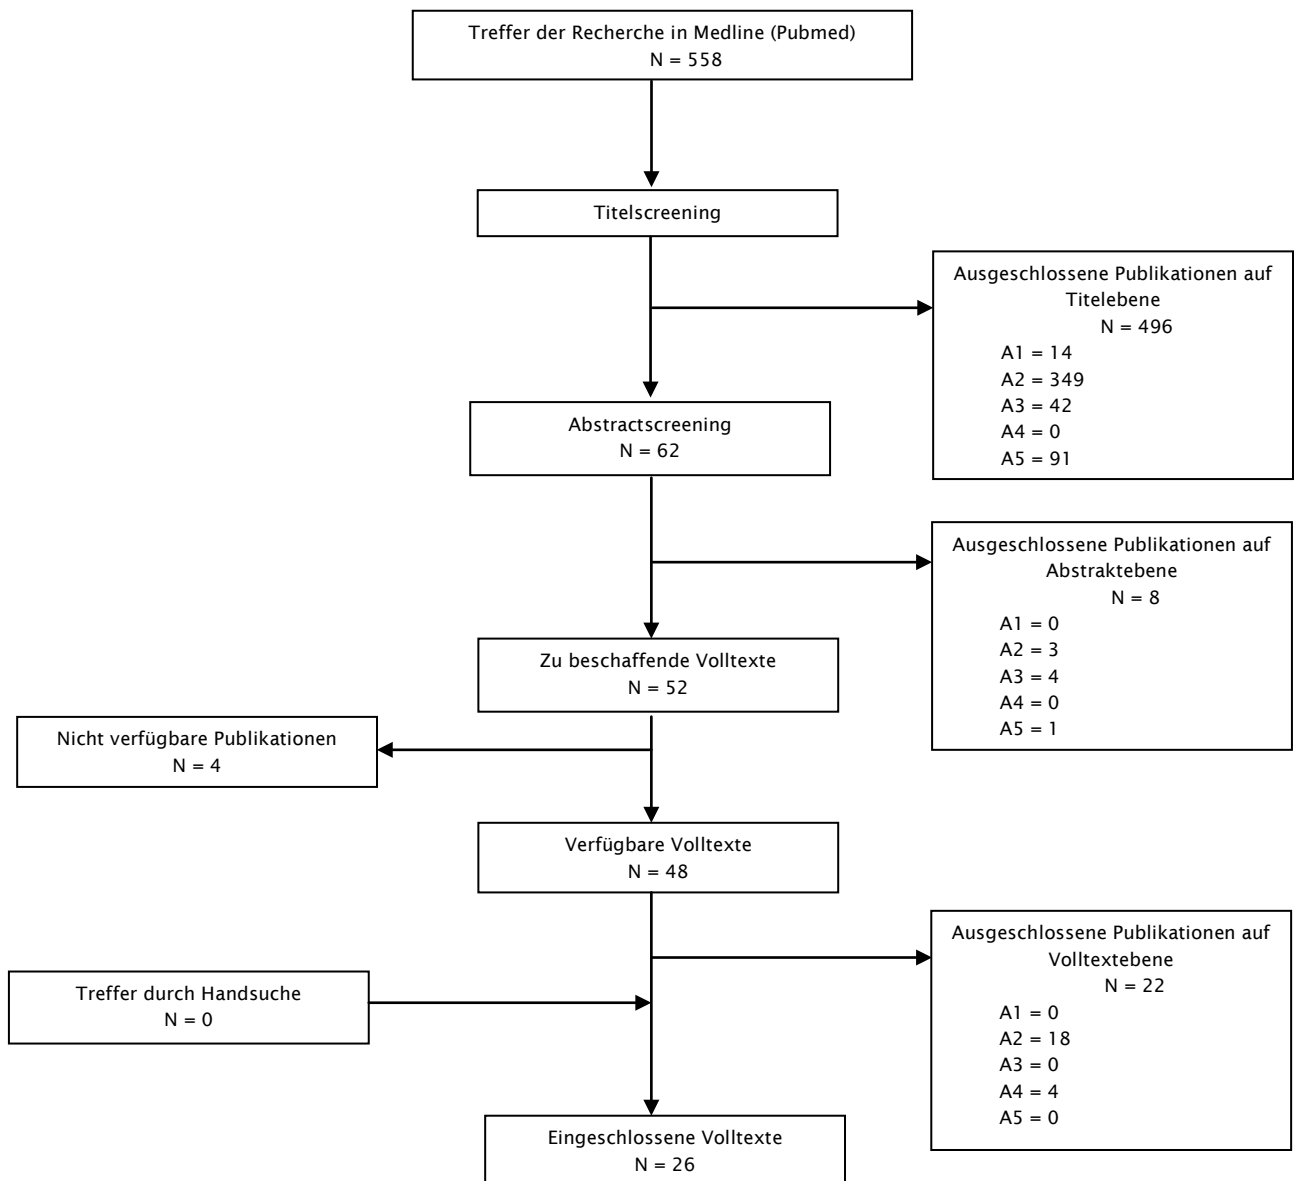 Treffer der Recherche in Medline (Pubmed)
N = 558
Titelscreening
Ausgeschlossene Publikationen auf
Titelebene
N = 496
A1 = 14
A2 = 349
A3 = 42
A4 = 0
A5 = 91
Abstractscreening
N = 62
Ausgeschlossene Publikationen auf
Abstraktebene
N = 8
A1 = 0
A2 = 3
A3 = 4
A4 = 0
A5 = 1
Zu beschaffende Volltexte
N = 52
Nicht verfügbare Publikationen
N = 4
Verfügbare Volltexte
N = 48
Ausgeschlossene Publikationen auf
Volltextebene
N = 22
A1 = 0
A2 = 18
A3 = 0
A4 = 4
A5 = 0
Treffer durch Handsuche
N = 0
Eingeschlossene Volltexte
N = 26